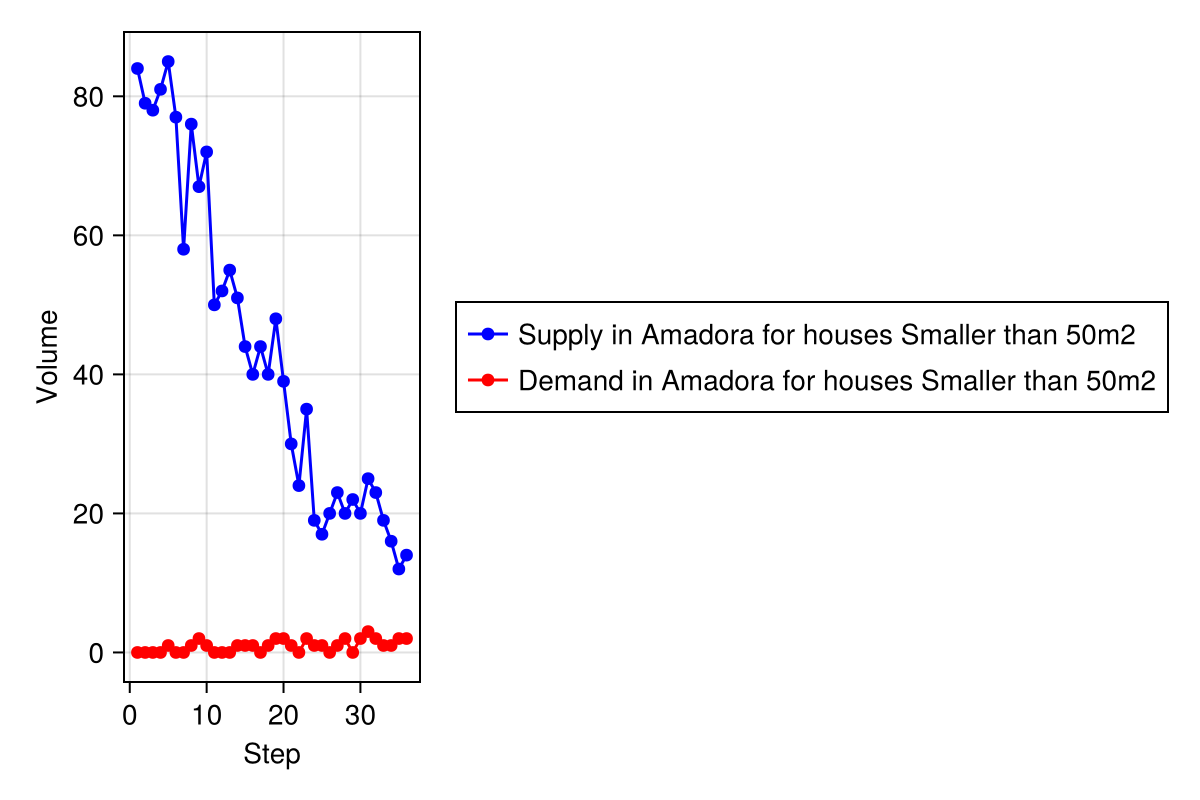 80
60
40
20
0
Volume
0 10 20 30
Step
Supply in Amadora for houses Smaller than 50m2
Demand in Amadora for houses Smaller than 50m2